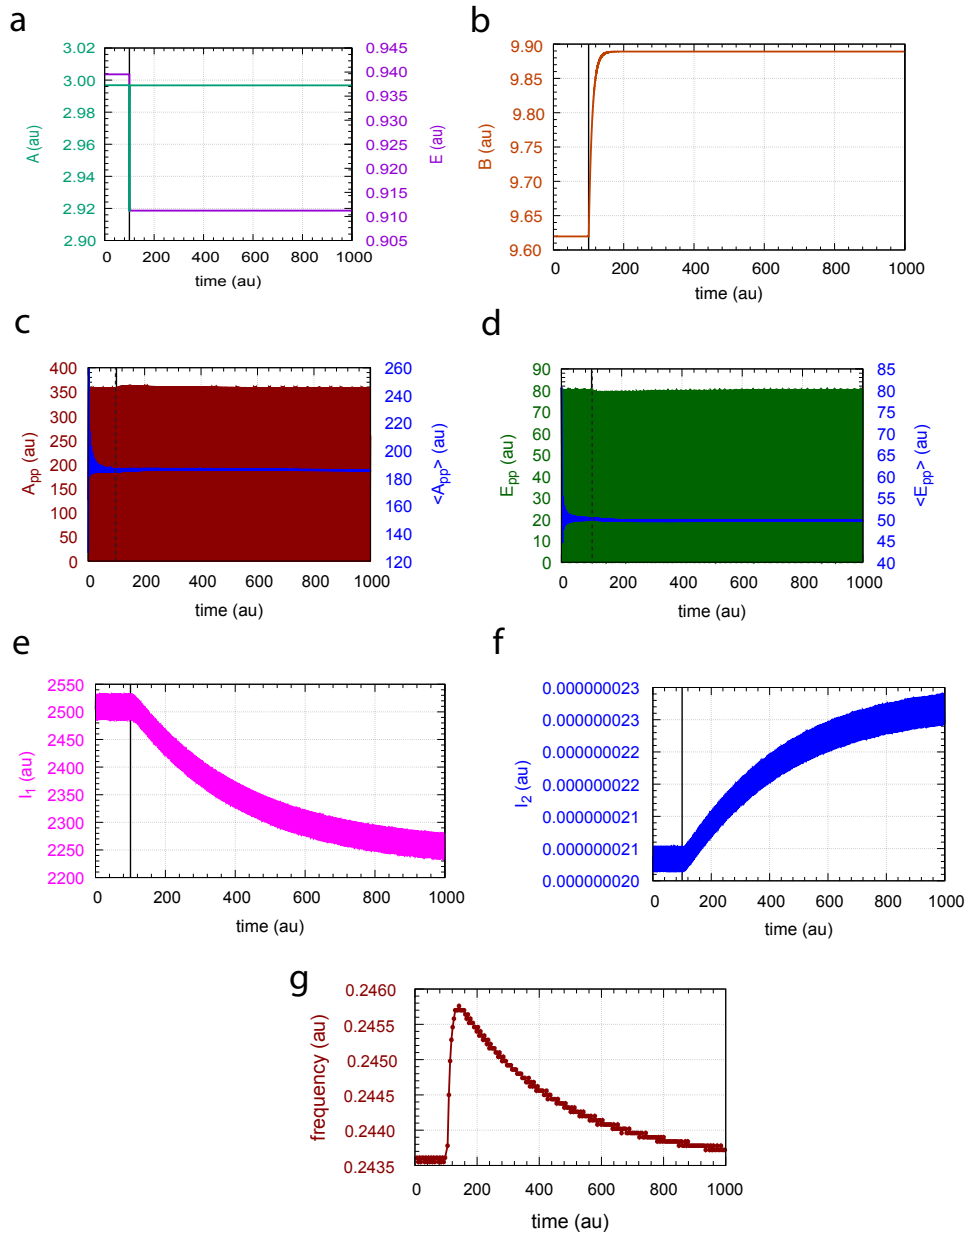 a
3.02
3.00
2.98
2.96
2.94
2.92
2.90
A (au)
0.945
0.940
0.935
0.930
0.925
0.920
0.915
0.910
0.905
E (au)
0 200 400 600 800 1000
time (au)
b
9.90
9.85
9.80
9.75
9.70
9.65
9.60
B (au)
0 200 400 600 800 1000
time (au)
c
400
350
300
250
200
150
100
50
0
A_pp (au)
260
240
220
200
180
160
140
120
<A_pp> (au)
0 200 400 600 800 1000
time (au)
d
90
80
70
60
50
40
30
20
10
0
E_pp (au)
85
80
75
70
65
60
55
50
45
40
<E_pp> (au)
0 200 400 600 800 1000
time (au)
e
2550
2500
2450
2400
2350
2300
2250
2200
I_1 (au)
0 200 400 600 800 1000
time (au)
f
0.000000023
0.000000023
0.000000022
0.000000022
0.000000021
0.000000021
0.000000020
I_2 (au)
0 200 400 600 800 1000
time (au)
g
0.2460
0.2455
0.2450
0.2445
0.2440
0.2435
frequency (au)
0 200 400 600 800 1000
time (au)